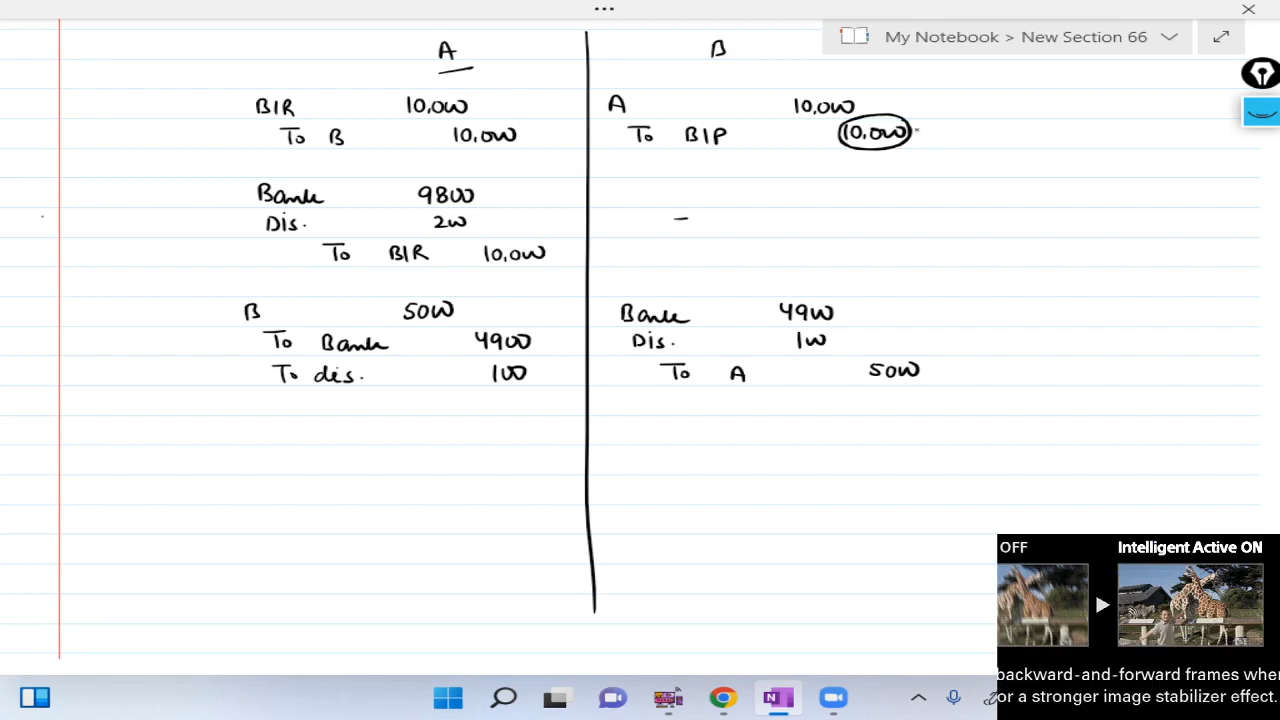 My Notebook > New Section 66
A
B
B/R 10,000
To B 10,000
A 10,000
To B/P 10,000
Bank 9800
Dis. 200
To B/R 10,000
B 5000
To Bank 4900
To dis. 100
Bank 4900
Dis. 100
To A 5000
OFF
Intelligent Active ON
backward-and-forward frames when
or a stronger image stabilizer effect.